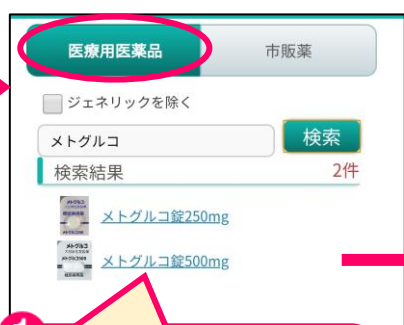 医療用医薬品
市販薬
ジェネリックを除く
メトグルコ
検索
検索結果
2件
メトグルコ錠250mg
メトグルコ錠500mg